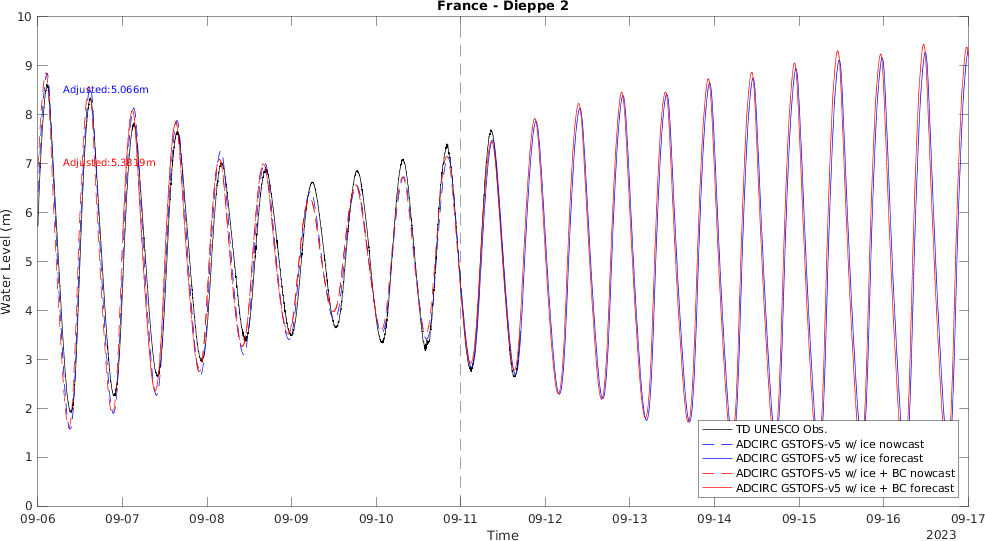 France - Dieppe 2
Water Level (m)
10
9
8
7
6
5
4
3
2
1
0
Adjusted:5.066m
Adjusted:5.3819m
TD UNESCO Obs.
ADCIRC GSTOFS-v5 w/ ice nowcast
ADCIRC GSTOFS-v5 w/ ice forecast
ADCIRC GSTOFS-v5 w/ ice + BC nowcast
ADCIRC GSTOFS-v5 w/ ice + BC forecast
09-06 09-07 09-08 09-09 09-10 09-11 09-12 09-13 09-14 09-15 09-16 09-17
Time
2023